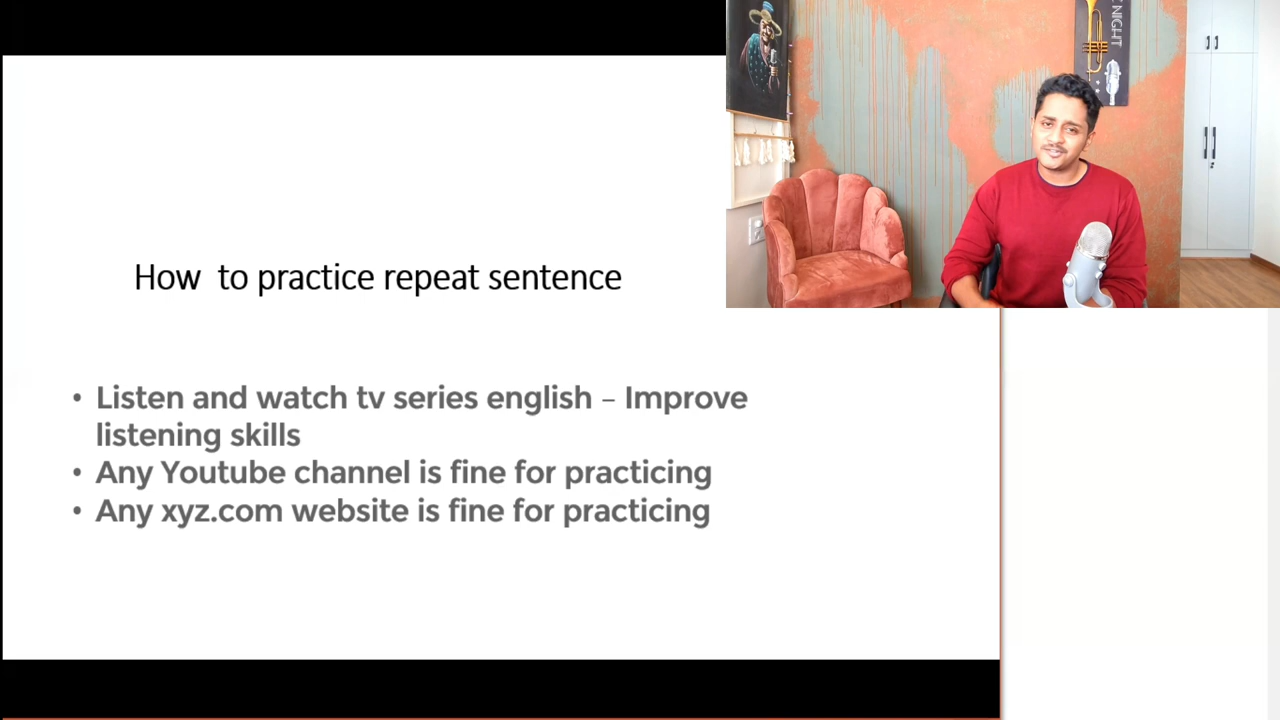 NIGHT
How  to practice repeat sentence
• Listen and watch tv series english – Improve
listening skills
• Any Youtube channel is fine for practicing
• Any xyz.com website is fine for practicing